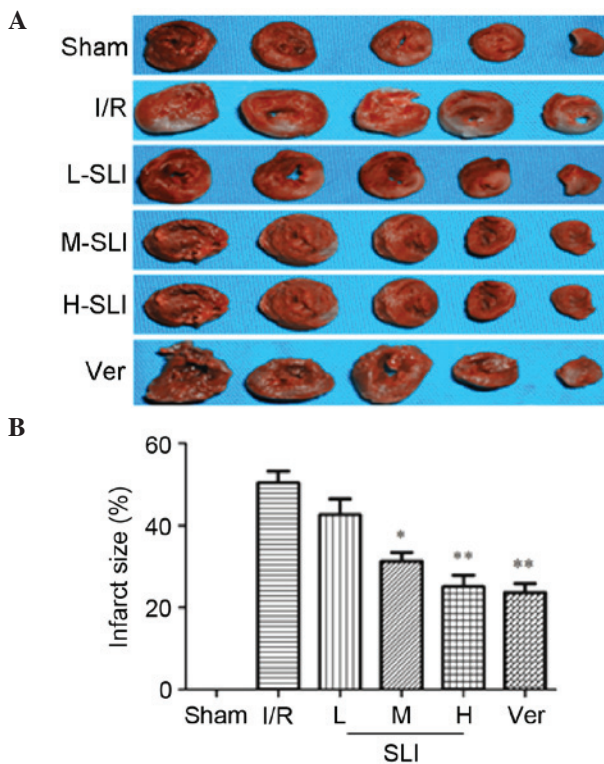 A
Sham
I/R
L-SLI
M-SLI
H-SLI
Ver
B
60
40
20
0
Infarct size (%)
*
**
**
Sham I/R L M H Ver
SLI